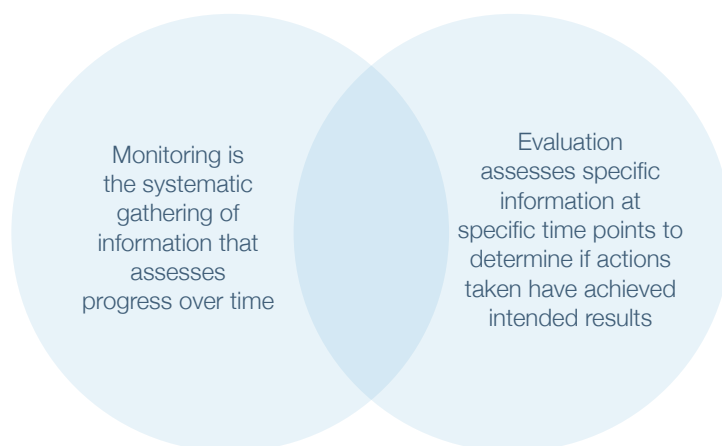 Monitoring is
the systematic
gathering of
information that
assesses
progress over time
Evaluation
assesses specific
information at
specific time points to
determine if actions
taken have achieved
intended results